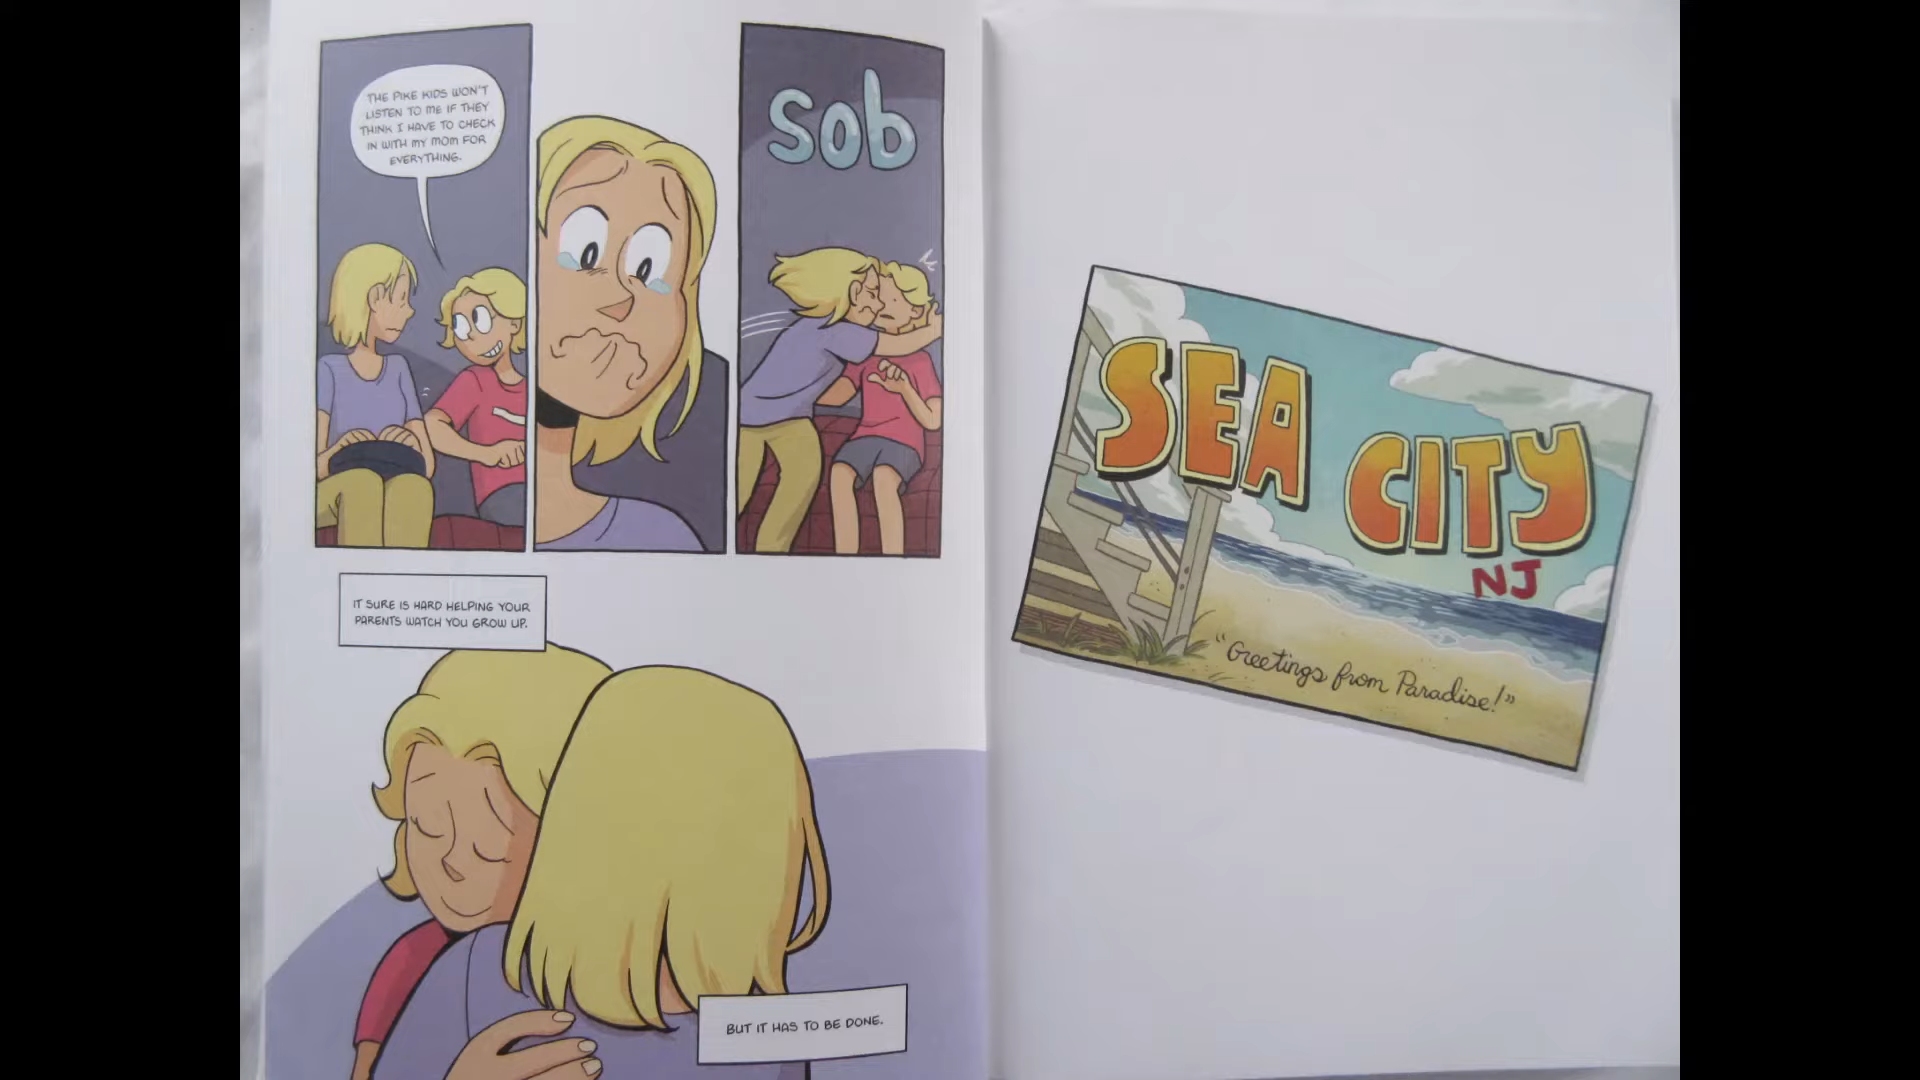 THE PIKE KIDS WON'T
LISTEN TO ME IF THEY
THINK I HAVE TO CHECK
IN WITH MY MOM FOR
EVERYTHING.
sob
IT SURE IS HARD HELPING YOUR
PARENTS WATCH YOU GROW UP.
BUT IT HAS TO BE DONE.
SEA CITY
NJ
"Greetings from Paradise!"